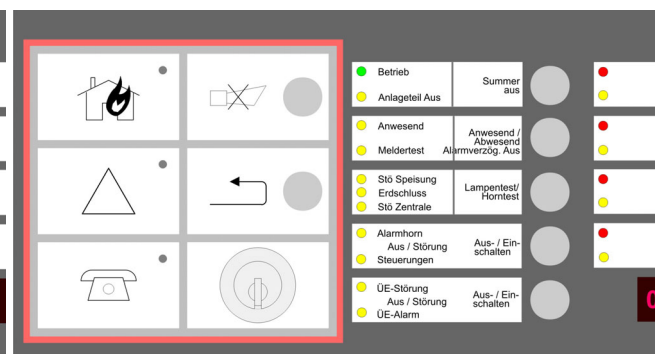 Betrieb
Anlageteil Aus
Summer
aus
Anwesend
Meldertest
Anwesend /
Abwesend
Alarmverzög. Aus
Stö Speisung
Erdschluss
Stö Zentrale
Lampentest/
Horntest
Alarmhorn
Aus / Störung
Steuerungen
Aus- / Ein-
schalten
ÜE-Störung
Aus / Störung
ÜE-Alarm
Aus- / Ein-
schalten